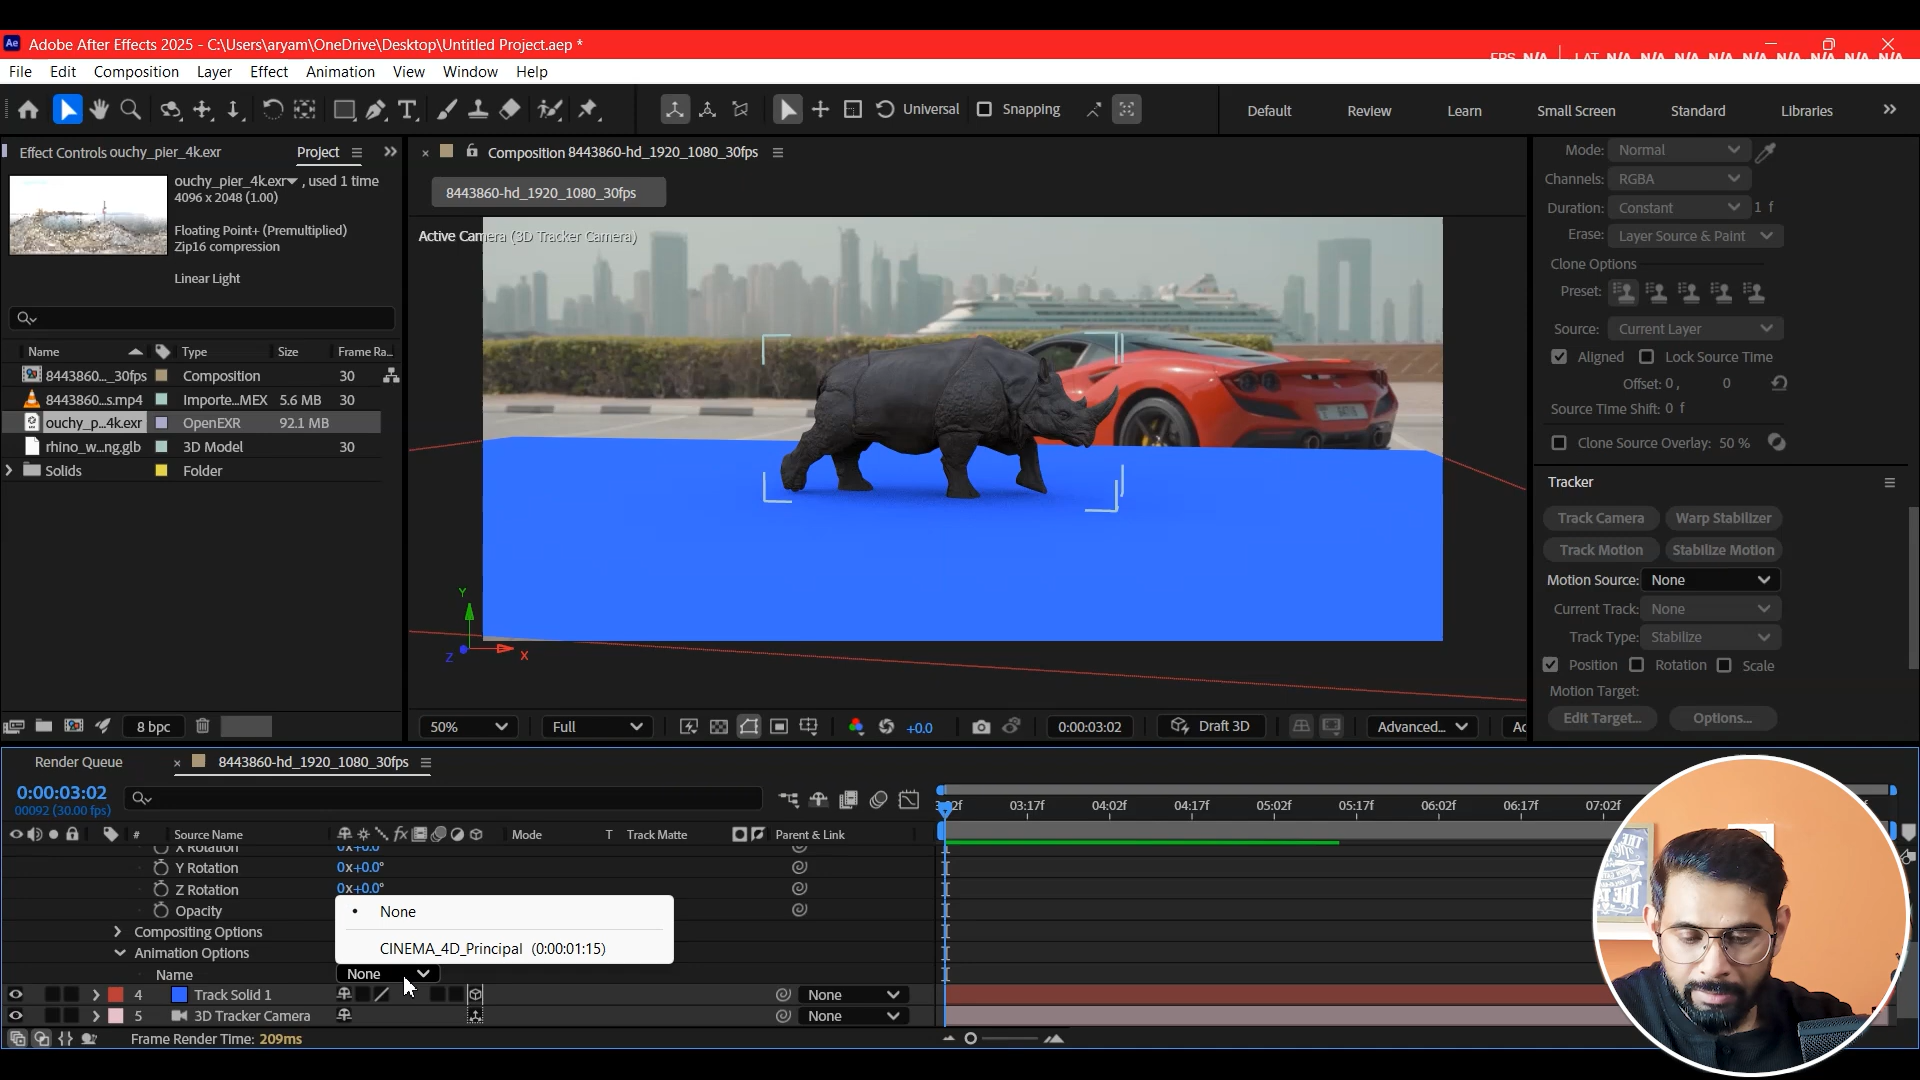 Ae Adobe After Effects 2025 - C:\Users\aryam\OneDrive\Desktop\Untitled Project.aep *
FPS N/A LAT N/A N/A N/A N/A N/A N/A N/A N/A N/A
File Edit Composition Layer Effect Animation View Window Help
Universal Snapping Default Review Learn Small Screen Standard Libraries
Effect Controls ouchy_pier_4k.exr Project
ouchy_pier_4k.exr , used 1 time
4096 x 2048 (1.00)
Floating Point+ (Premultiplied)
Zip16 compression
Linear Light
Name Type Size Frame Ra...
8443860..._30fps Composition 30
8443860...s.mp4 Importe...MEX 5.6 MB 30
ouchy_p...4k.exr OpenEXR 92.1 MB
rhino_w...ng.glb 3D Model 30
Solids Folder
8 bpc
Composition 8443860-hd_1920_1080_30fps
8443860-hd_1920_1080_30fps
Active Camera (3D Tracker Camera)
Y
Z X
50% Full +0.0 0:00:03:02 Draft 3D Advanced... Ac
Mode: Normal
Channels: RGBA
Duration: Constant 1 f
Erase: Layer Source & Paint
Clone Options
Preset:
Source: Current Layer
Aligned Lock Source Time
Offset: 0, 0
Source Time Shift: 0 f
Clone Source Overlay: 50 %
Tracker
Track Camera Warp Stabilizer
Track Motion Stabilize Motion
Motion Source: None
Current Track: None
Track Type: Stabilize
Position Rotation Scale
Motion Target:
Edit Target... Options...
Render Queue 8443860-hd_1920_1080_30fps
0:00:03:02
00092 (30.00 fps)
03:17f 04:02f 04:17f 05:02f 05:17f 06:02f 06:17f 07:02f
# Source Name fx Mode T Track Matte Parent & Link
X Rotation 0x+0.0°
Y Rotation 0x+0.0°
Z Rotation 0x+0.0°
Opacity
None
Compositing Options
CINEMA_4D_Principal (0:00:01:15)
Animation Options
Name None
4 Track Solid 1 None
5 3D Tracker Camera None
Frame Render Time: 209ms